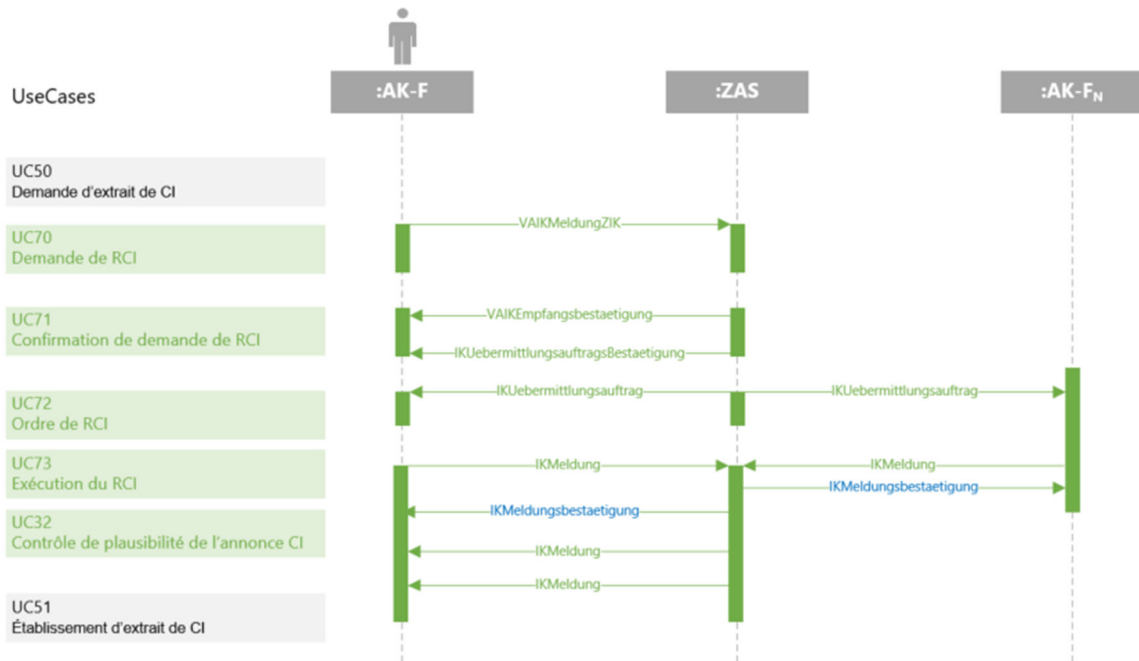 :AK-F
:ZAS
:AK-FN
UseCases
UC50
Demande d'extrait de CI
UC70
Demande de RCI
VAIKMeldungZIK
UC71
Confirmation de demande de RCI
VAIKEmpfangsbestaetigung
IKUebermittlungsauftragsBestaetigung
UC72
Ordre de RCI
IKUebermittlungsauftrag
IKUebermittlungsauftrag
UC73
Exécution du RCI
IKMeldung
IKMeldung
IKMeldungsbestaetigung
IKMeldungsbestaetigung
UC32
Contrôle de plausibilité de l'annonce CI
IKMeldung
IKMeldung
UC51
Établissement d'extrait de CI